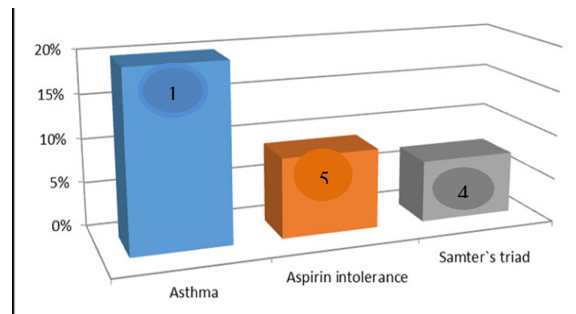 20%
15%
10%
5%
0%
1
5
4
Asthma
Aspirin intolerance
Samter`s triad